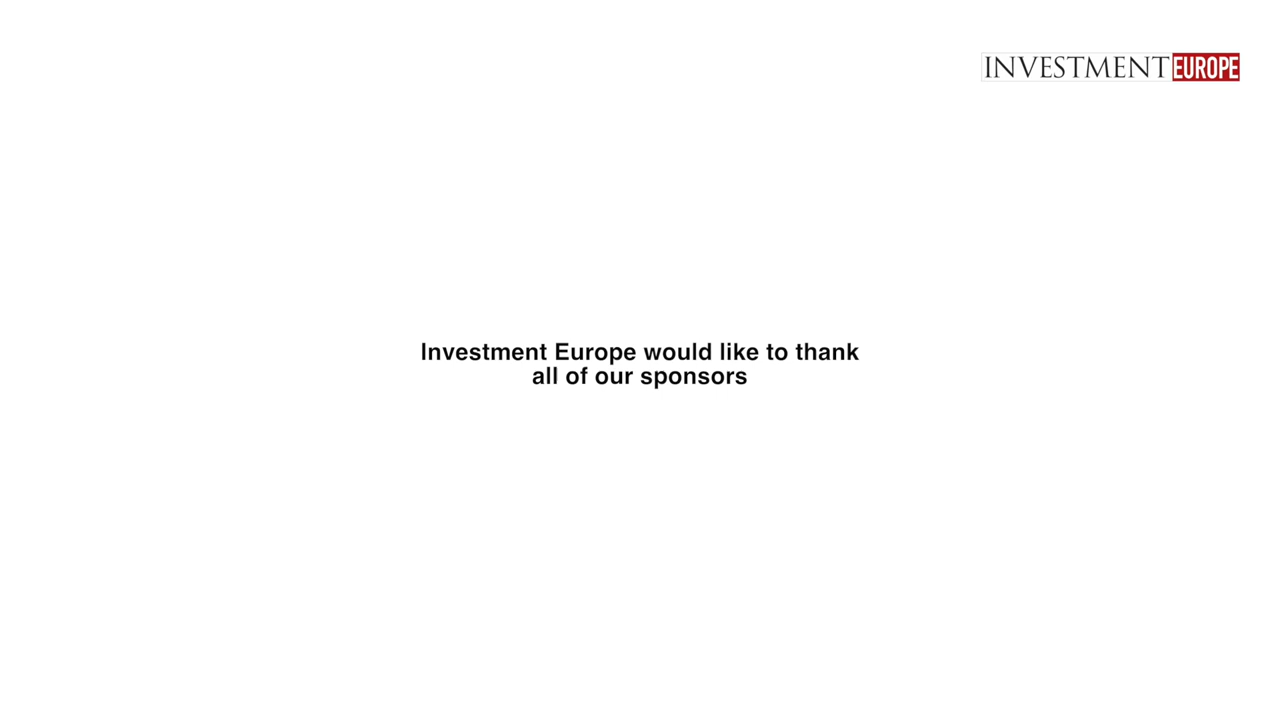 INVESTMENT EUROPE
Investment Europe would like to thank
all of our sponsors